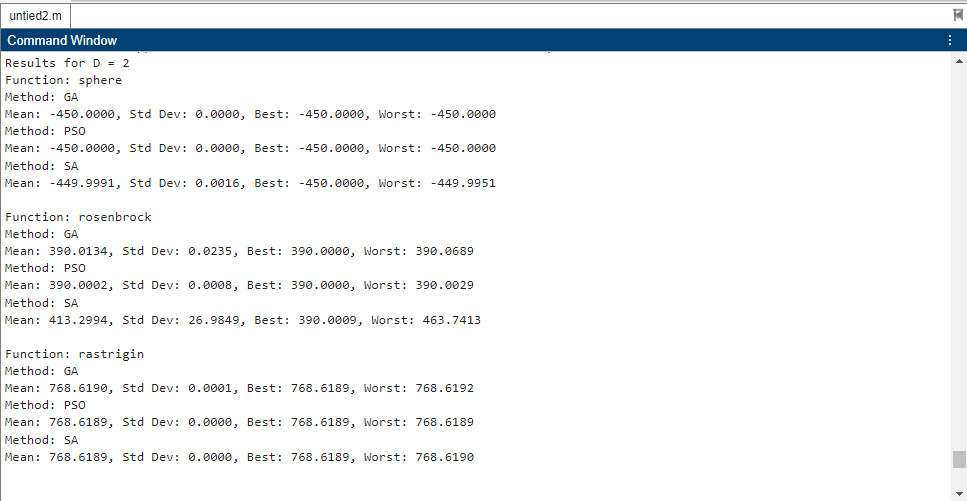 untied2.m
Command Window
Results for D = 2
Function: sphere
Method: GA
Mean: -450.0000, Std Dev: 0.0000, Best: -450.0000, Worst: -450.0000
Method: PSO
Mean: -450.0000, Std Dev: 0.0000, Best: -450.0000, Worst: -450.0000
Method: SA
Mean: -449.9991, Std Dev: 0.0016, Best: -450.0000, Worst: -449.9951
Function: rosenbrock
Method: GA
Mean: 390.0134, Std Dev: 0.0235, Best: 390.0000, Worst: 390.0689
Method: PSO
Mean: 390.0002, Std Dev: 0.0008, Best: 390.0000, Worst: 390.0029
Method: SA
Mean: 413.2994, Std Dev: 26.9849, Best: 390.0009, Worst: 463.7413
Function: rastrigin
Method: GA
Mean: 768.6190, Std Dev: 0.0001, Best: 768.6189, Worst: 768.6192
Method: PSO
Mean: 768.6189, Std Dev: 0.0000, Best: 768.6189, Worst: 768.6189
Method: SA
Mean: 768.6189, Std Dev: 0.0000, Best: 768.6189, Worst: 768.6190